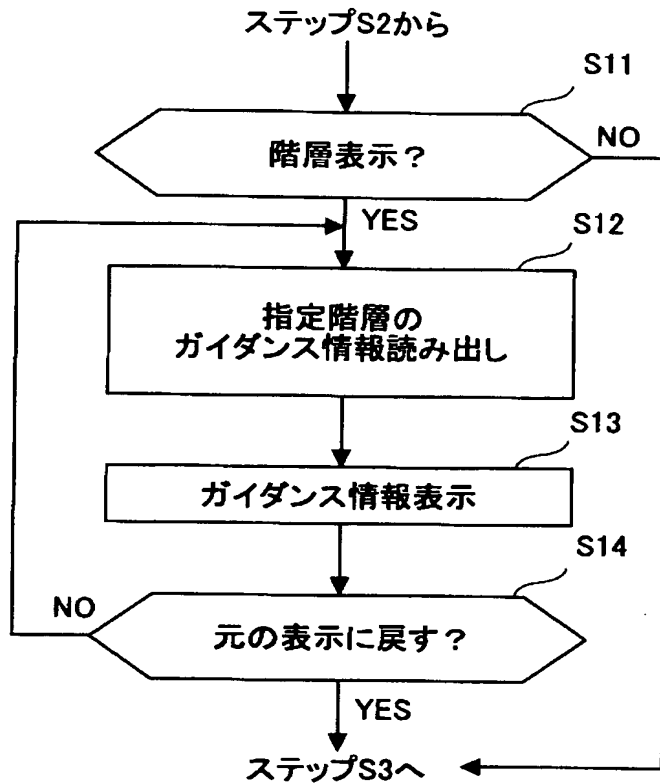 ステップS2から
S11
階層表示？
NO
YES
S12
指定階層の
ガイダンス情報読み出し
S13
ガイダンス情報表示
S14
NO
元の表示に戻す？
YES
ステップS3へ